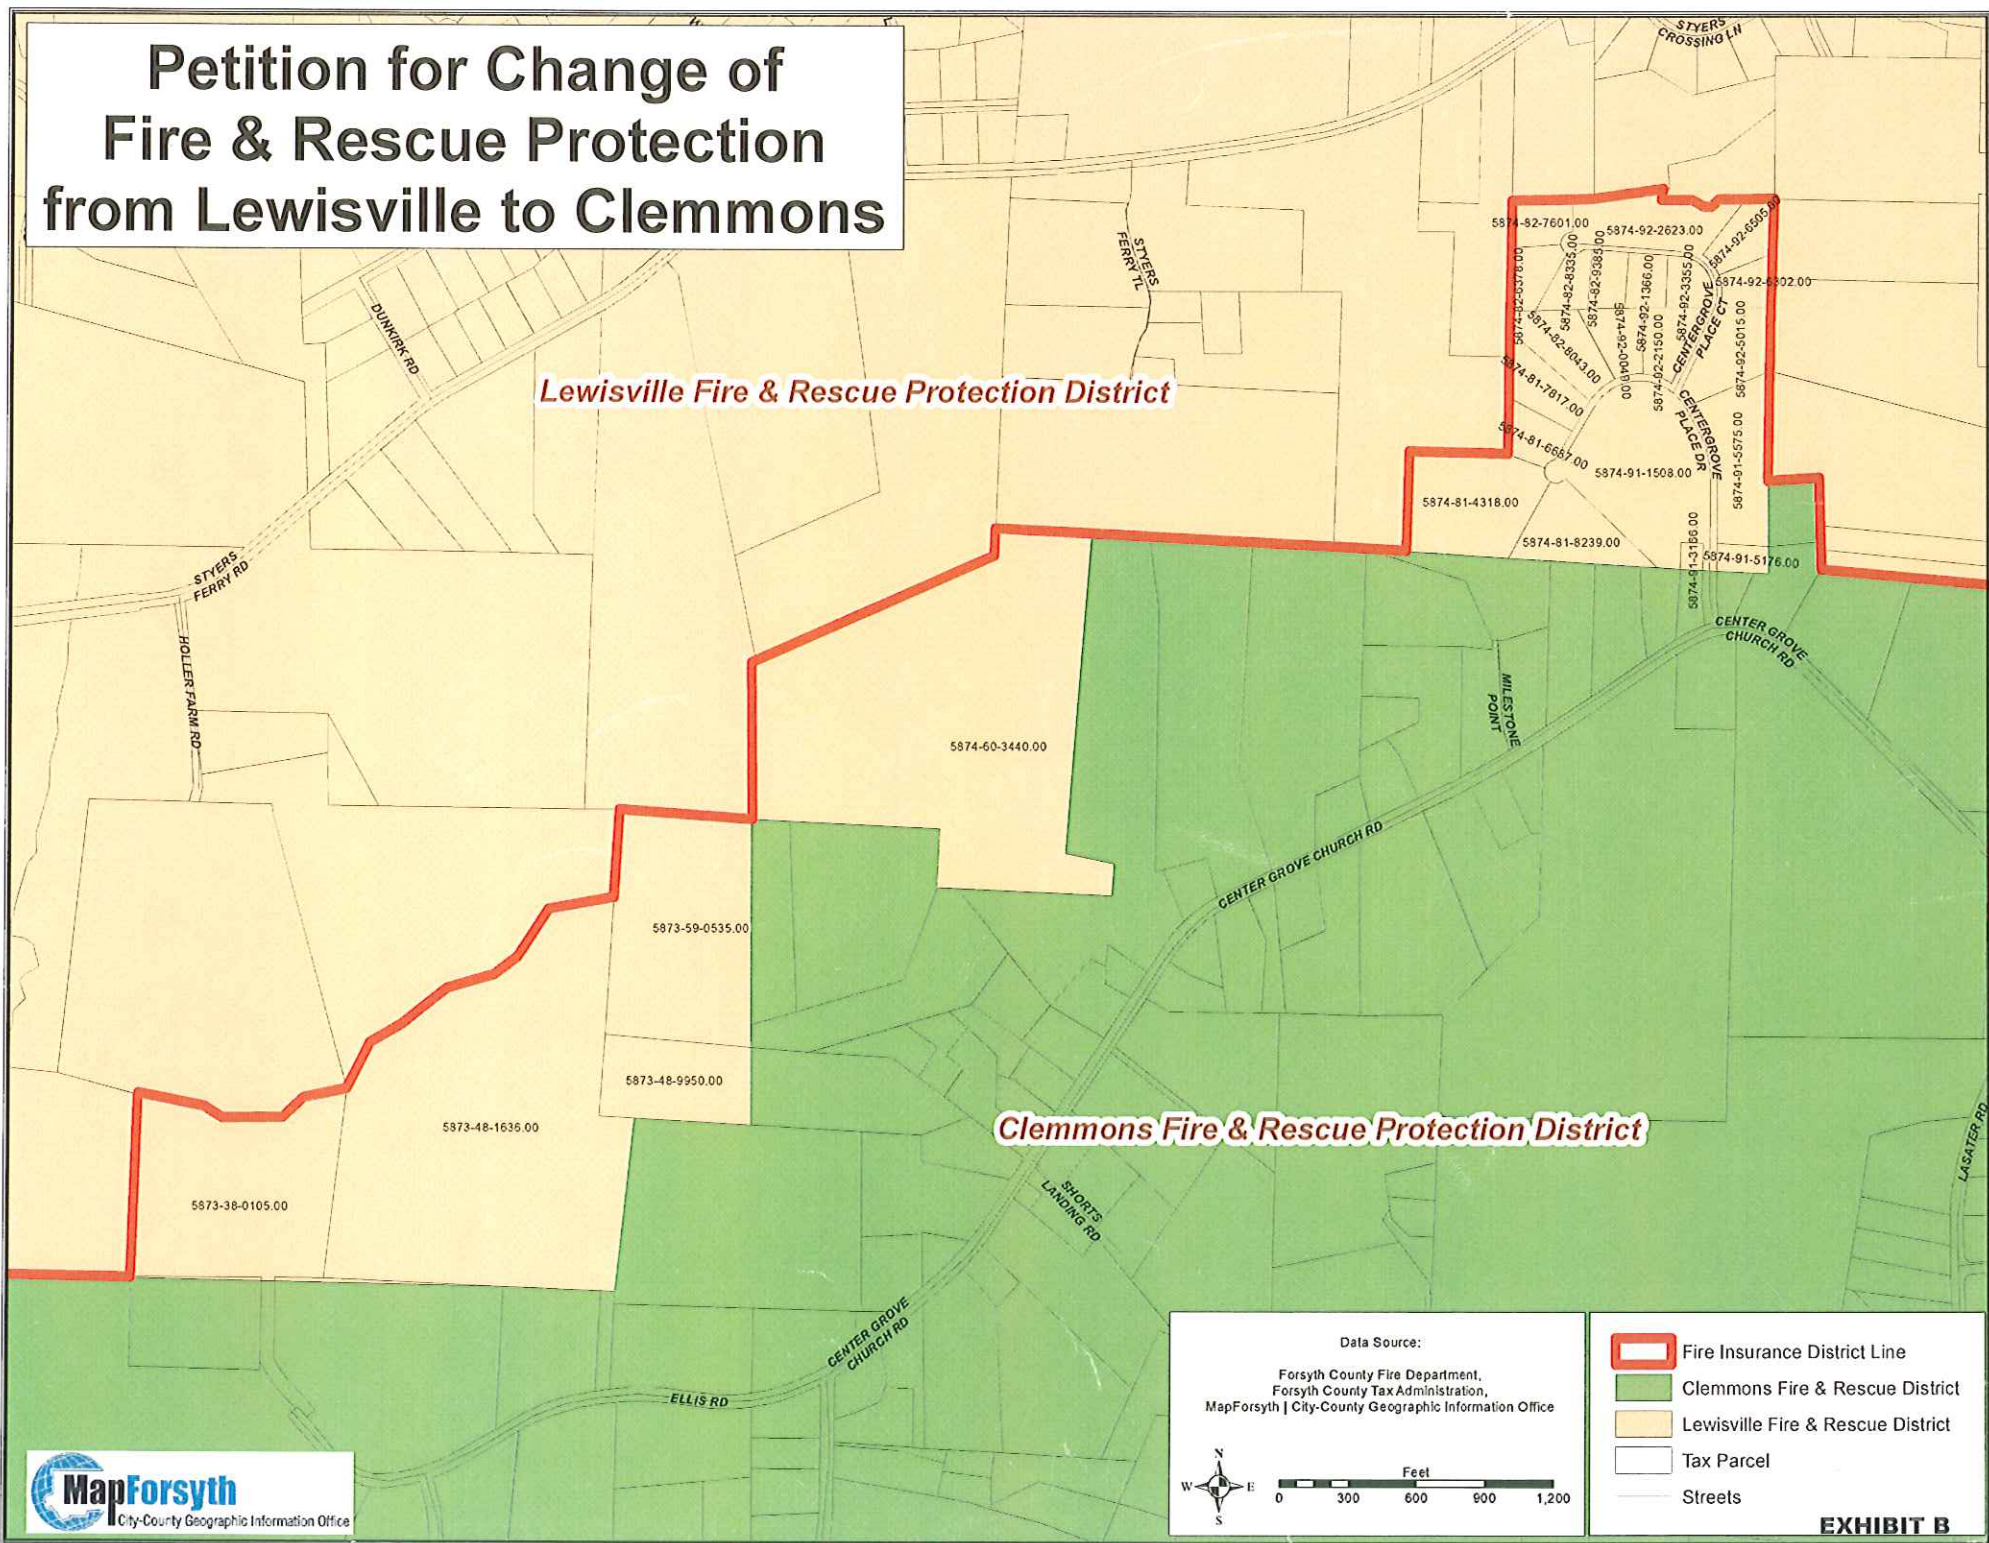 Petition for Change of
Fire & Rescue Protection
from Lewisville to Clemmons
STYERS
CROSSING LN
STYERS
FERRY TL
DUNKIRK RD
Lewisville Fire & Rescue Protection District
5874-82-7601.00
5874-92-2623.00
5874-92-6505.00
5874-92-6302.00
5874-82-6378.00
5874-82-8335.00
5874-82-9385.00
5874-92-1366.00
5874-92-3355.00
CENTERGROVE
PLACE CT
5874-92-5015.00
5874-82-8043.00
5874-92-0049.00
5874-92-2150.00
5874-81-7817.00
5874-81-6687.00
CENTERGROVE
PLACE DR
5874-91-5575.00
5874-91-1508.00
5874-81-4318.00
5874-81-8239.00
5874-91-3166.00
5874-91-5176.00
STYERS
FERRY RD
HOLLER FARM RD
CENTER GROVE
CHURCH RD
MILESTONE
POINT
5874-60-3440.00
CENTER GROVE CHURCH RD
5873-59-0535.00
5873-48-9950.00
5873-48-1636.00
5873-38-0105.00
Clemmons Fire & Rescue Protection District
LASATER RD
SHORTS
LANDING RD
CENTER GROVE
CHURCH RD
ELLIS RD
MapForsyth
City-County Geographic Information Office
Data Source:
Forsyth County Fire Department,
Forsyth County Tax Administration,
MapForsyth | City-County Geographic Information Office
N
W E
S
Feet
0 300 600 900 1,200
Fire Insurance District Line
Clemmons Fire & Rescue District
Lewisville Fire & Rescue District
Tax Parcel
Streets
EXHIBIT B